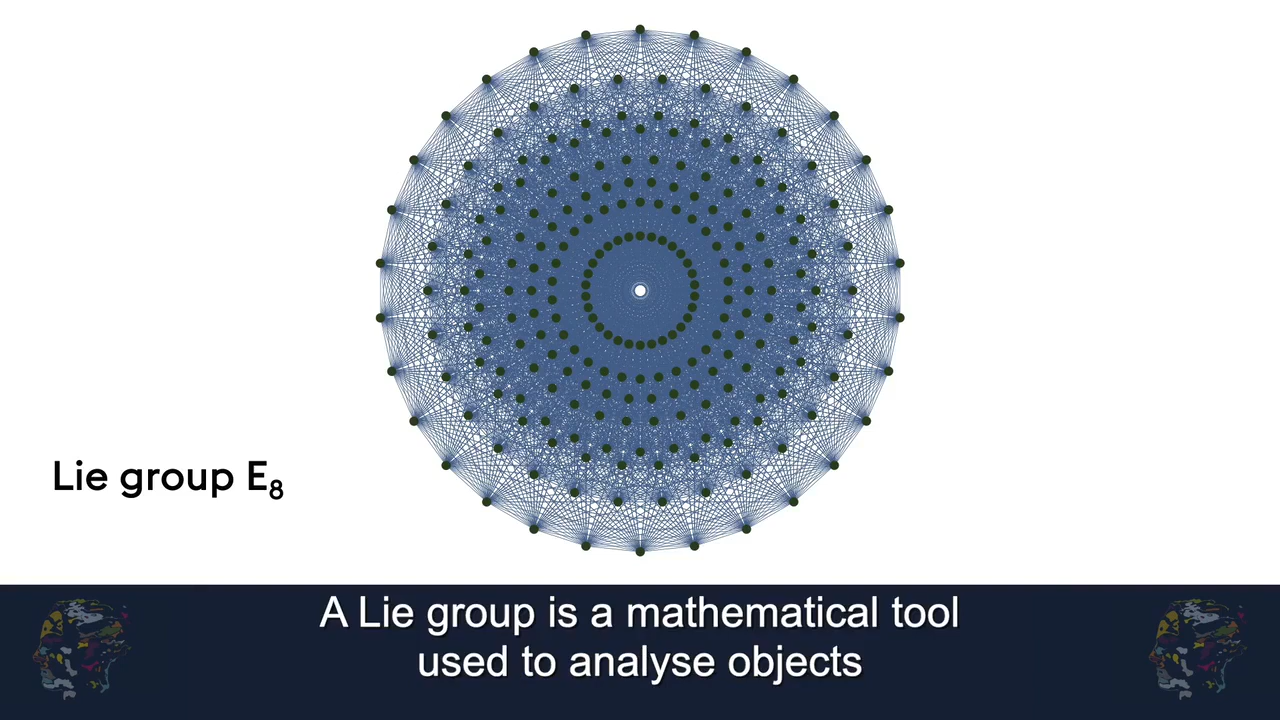 Lie group E₈
A Lie group is a mathematical tool
used to analyse objects